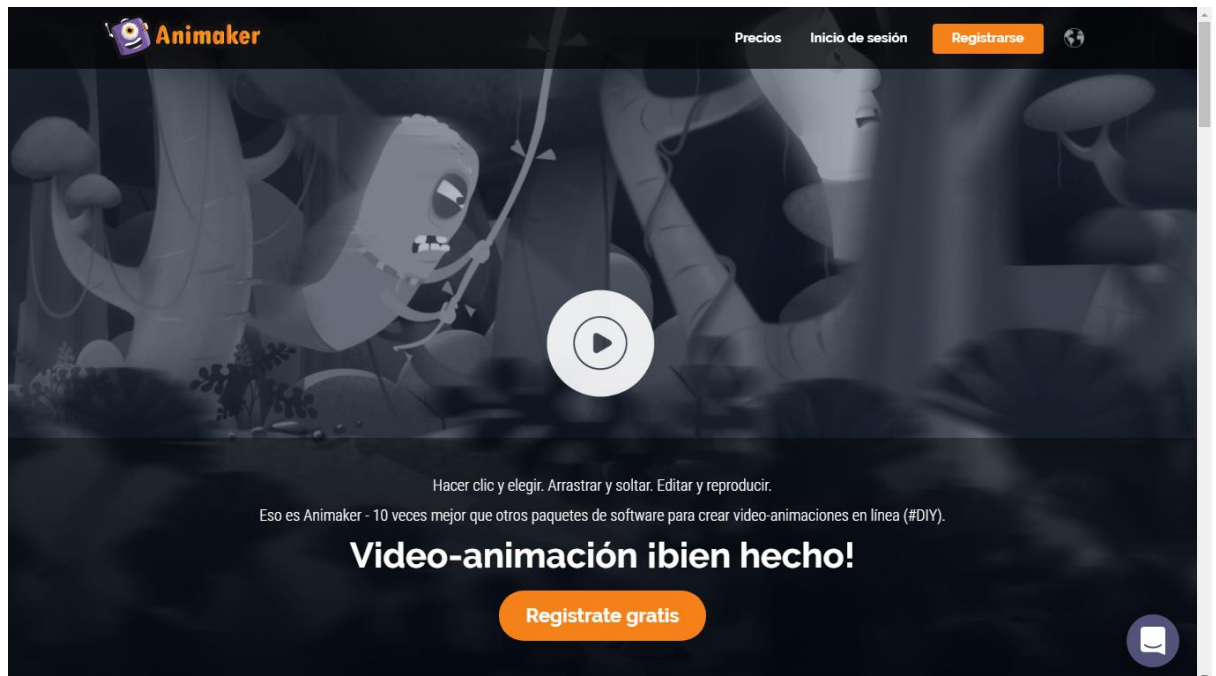 Animaker
Precios Inicio de sesión Registrarse
Hacer clic y elegir. Arrastrar y soltar. Editar y reproducir.
Eso es Animaker - 10 veces mejor que otros paquetes de software para crear video-animaciones en línea (#DIY).
Video-animación ¡bien hecho!
Registrate gratis